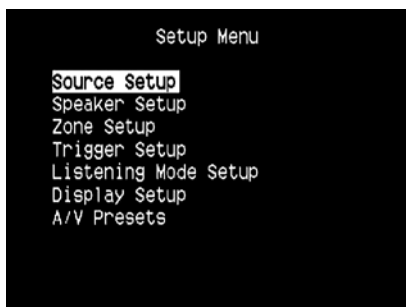 Setup Menu
Source Setup
Speaker Setup
Zone Setup
Trigger Setup
Listening Mode Setup
Display Setup
A/V Presets